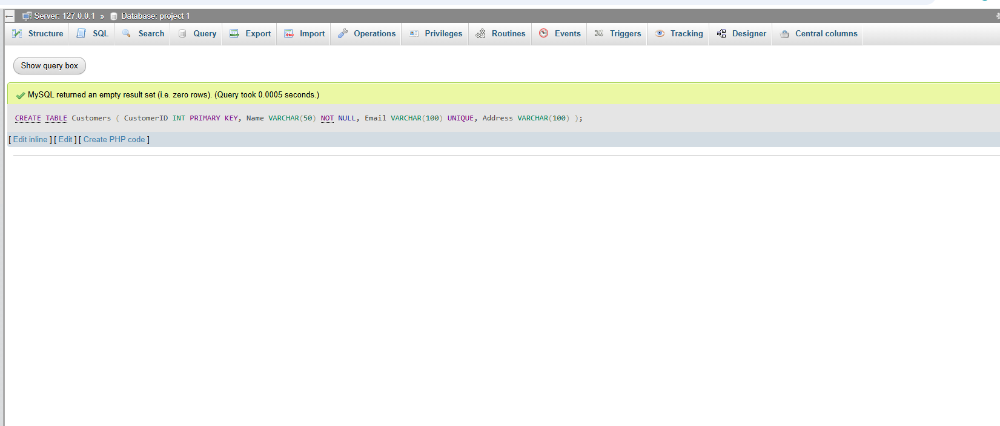 ← Server: 127.0.0.1 » Database: project 1
Structure SQL Search Query Export Import Operations Privileges Routines Events Triggers Tracking Designer Central columns
Show query box
MySQL returned an empty result set (i.e. zero rows). (Query took 0.0005 seconds.)
CREATE TABLE Customers ( CustomerID INT PRIMARY KEY, Name VARCHAR(50) NOT NULL, Email VARCHAR(100) UNIQUE, Address VARCHAR(100) );
[ Edit inline ] [ Edit ] [ Create PHP code ]